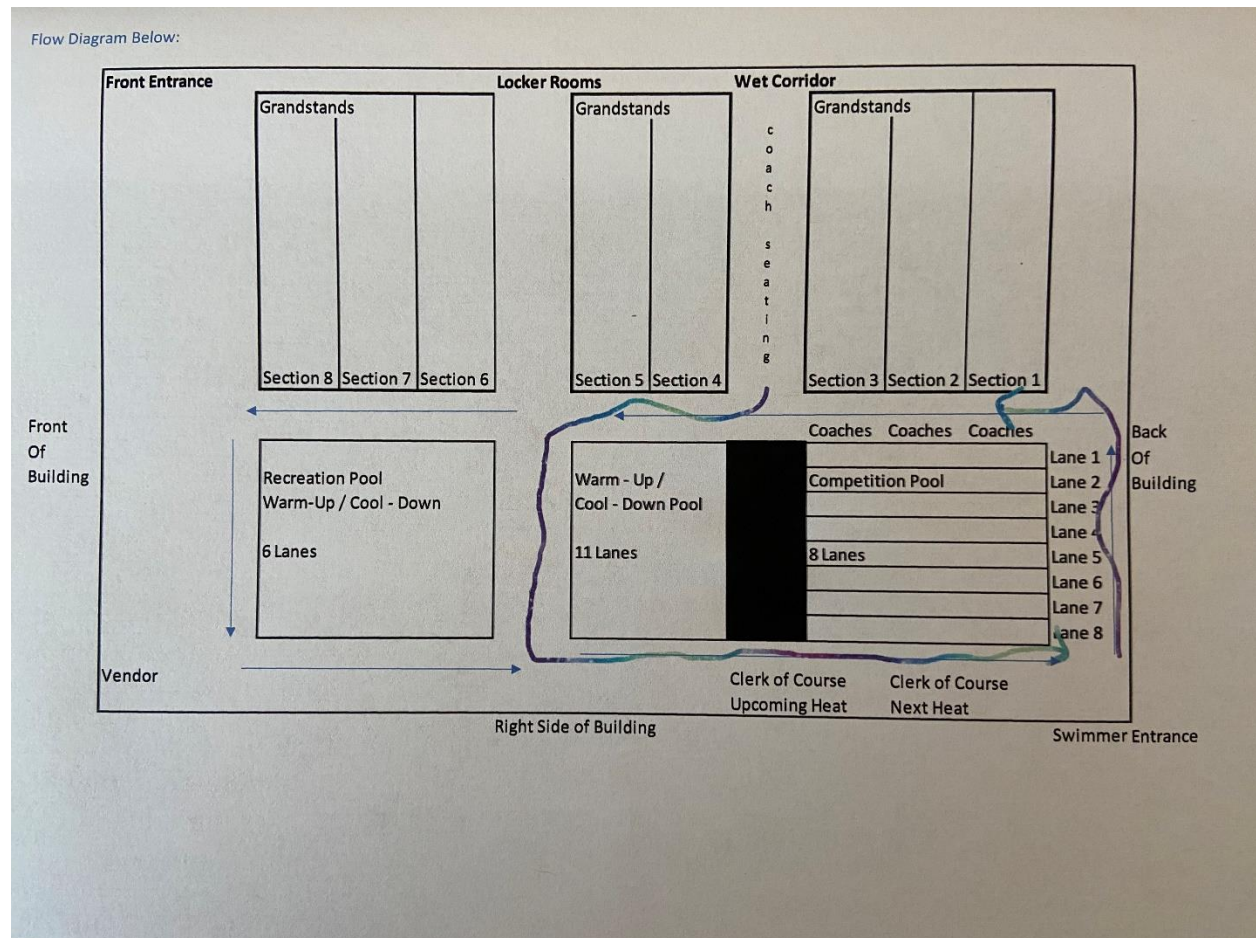 Flow Diagram Below:
Front Entrance
Locker Rooms
Wet Corridor
Grandstands
Grandstands
Grandstands
coach seating
Section 8
Section 7
Section 6
Section 5
Section 4
Section 3
Section 2
Section 1
Front
Of
Building
Coaches Coaches Coaches
Back
Of
Building
Recreation Pool
Warm-Up / Cool - Down
6 Lanes
Warm - Up /
Cool - Down Pool
11 Lanes
Competition Pool
8 Lanes
Lane 1
Lane 2
Lane 3
Lane 4
Lane 5
Lane 6
Lane 7
Lane 8
Vendor
Clerk of Course
Upcoming Heat
Clerk of Course
Next Heat
Right Side of Building
Swimmer Entrance